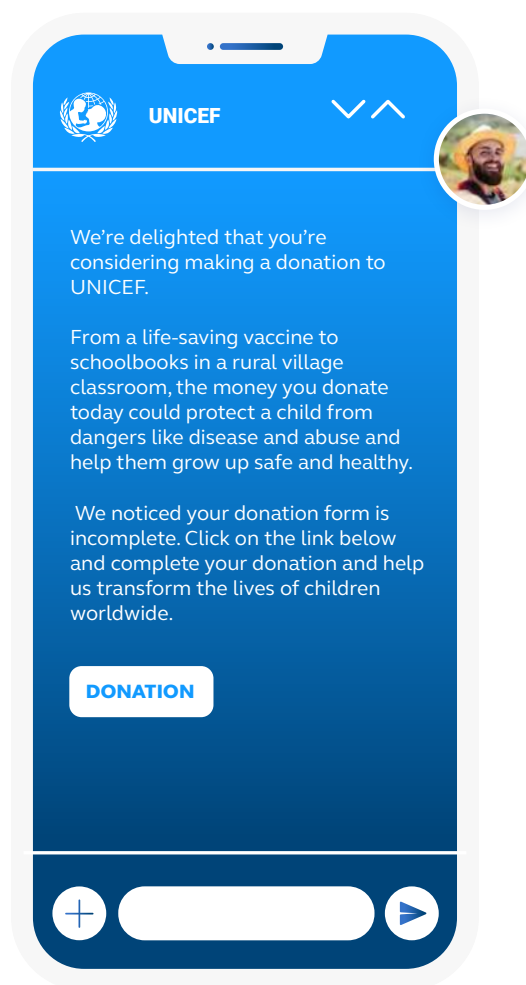 UNICEF
We’re delighted that you’re
considering making a donation to
UNICEF.
From a life-saving vaccine to
schoolbooks in a rural village
classroom, the money you donate
today could protect a child from
dangers like disease and abuse and
help them grow up safe and healthy.
We noticed your donation form is
incomplete. Click on the link below
and complete your donation and help
us transform the lives of children
worldwide.
DONATION